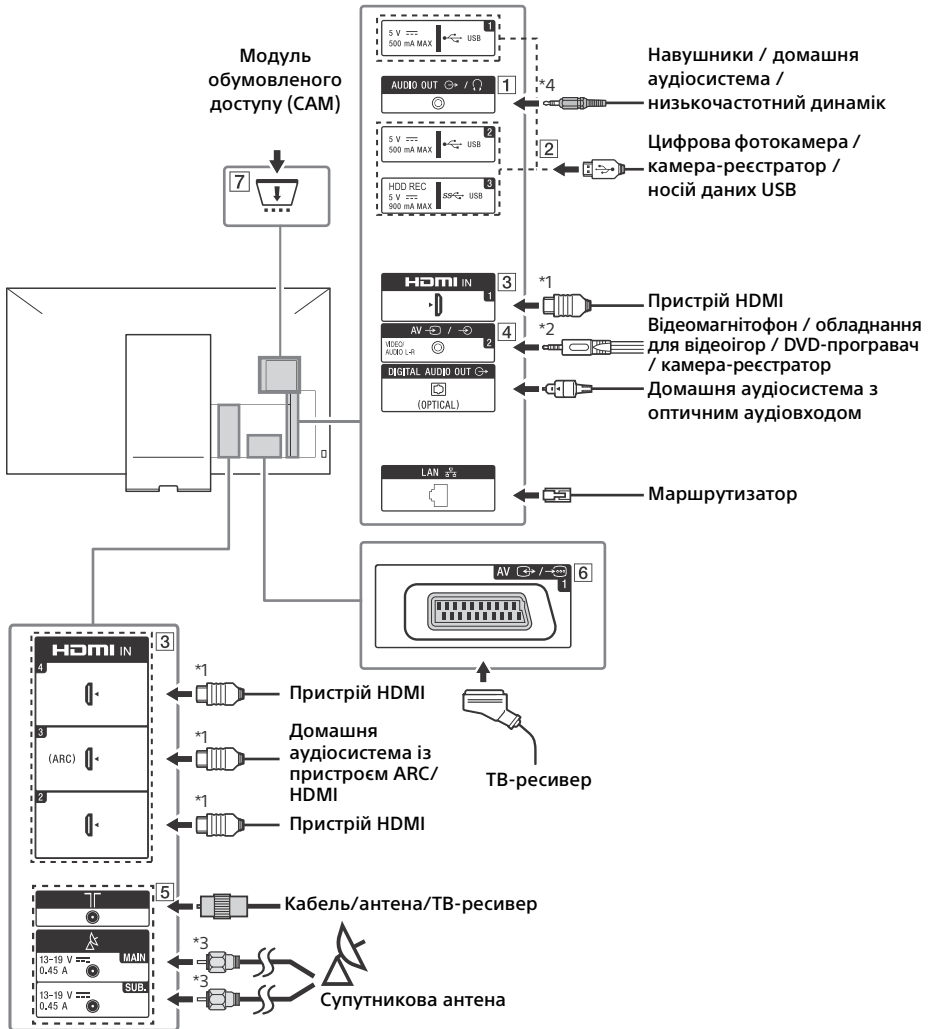 Модуль
обумовленого
доступу (CAM)
7
5 V
500 mA MAX
USB
1
AUDIO OUT / 
1
*4
Навушники / домашня
аудіосистема /
низькочастотний динамік
5 V
500 mA MAX
USB
2
2
Цифрова фотокамера /
камера-реєстратор /
носій даних USB
HDD REC
5 V
900 mA MAX
SS USB
3
HDMI IN
1
3
*1
Пристрій HDMI
AV / 
VIDEO/
AUDIO L-R
2
4
*2
Відеомагнітофон / обладнання
для відеоігор / DVD-програвач
/ камера-реєстратор
DIGITAL AUDIO OUT
(OPTICAL)
Домашня аудіосистема з
оптичним аудіовходом
LAN
Маршрутизатор
AV / 
1
6
ТВ-ресивер
HDMI IN
3
4
*1
Пристрій HDMI
3
(ARC)
*1
Домашня
аудіосистема із
пристроєм ARC/
HDMI
2
*1
Пристрій HDMI
5
Кабель/антена/ТВ-ресивер
13-19 V
0.45 A
MAIN
*3
13-19 V
0.45 A
SUB.
*3
Супутникова антена